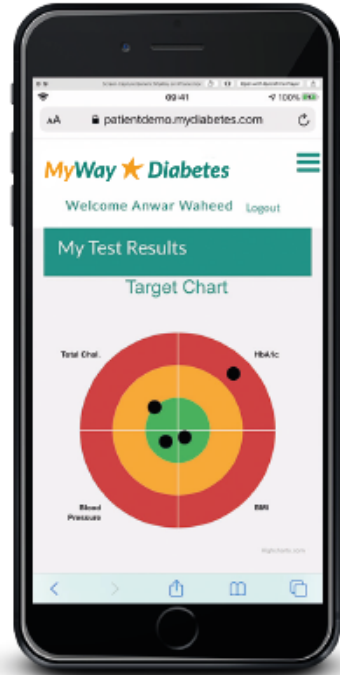 09:41
100%
AA patientdemo.mydiabetes.com
MyWay Diabetes
Welcome Anwar Waheed Logout
My Test Results
Target Chart
Total Chol. HbA1c
Blood
Pressure
BMI